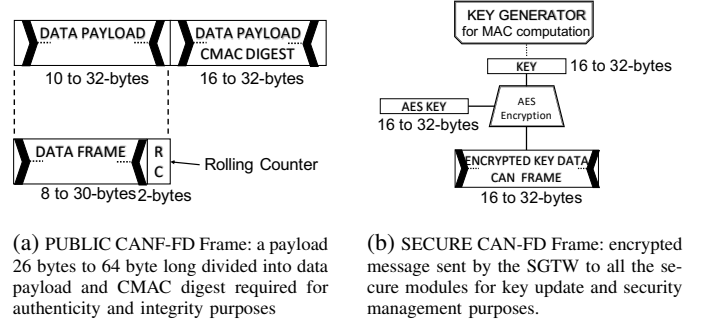 DATA PAYLOAD
DATA PAYLOAD
CMAC DIGEST
10 to 32-bytes
16 to 32-bytes
DATA FRAME
R
C
Rolling Counter
8 to 30-bytes
2-bytes
(a) PUBLIC CANF-FD Frame: a payload
26 bytes to 64 byte long divided into data
payload and CMAC digest required for
authenticity and integrity purposes
KEY GENERATOR
for MAC computation
KEY
16 to 32-bytes
AES KEY
16 to 32-bytes
AES
Encryption
ENCRYPTED KEY DATA
CAN FRAME
16 to 32-bytes
(b) SECURE CAN-FD Frame: encrypted
message sent by the SGTW to all the se-
cure modules for key update and security
management purposes.